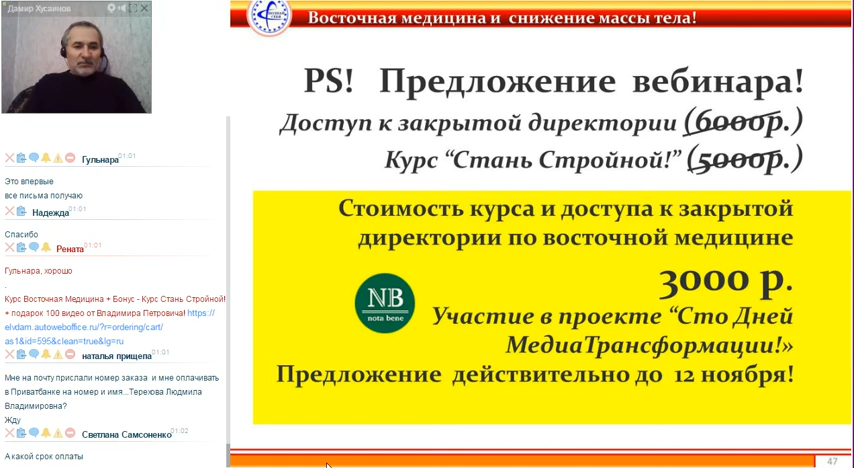 Дамир Хусаинов
Гульнара 01:01
Это впервые
все письма получаю
Надежда 01:01
Спасибо
Рената 01:01
Гульнара, хорошо
.
Курс Восточная Медицина + Бонус - Курс Стань Стройной!
+ подарок 100 видео от Владимира Петровича! https://
elvdam.autoweboffice.ru/?r=ordering/cart/
as1&id=595&clean=true&lg=ru
наталья прищепа 01:01
Мне на почту прислали номер заказа и мне оплачивать
в Приватбанке на номер и имя...Терехова Людмила
Владимировна?
Жду
Светлана Самсоненко 01:02
А какой срок оплаты
Восточная медицина и снижение массы тела!
PS! Предложение вебинара!
Доступ к закрытой директории (6000р.)
Курс “Стань Стройной!” (5000р.)
Стоимость курса и доступа к закрытой
директории по восточной медицине
3000 р.
NB
nota bene
Участие в проекте “Сто Дней
МедиаТрансформации!»
Предложение действительно до 12 ноября!
47